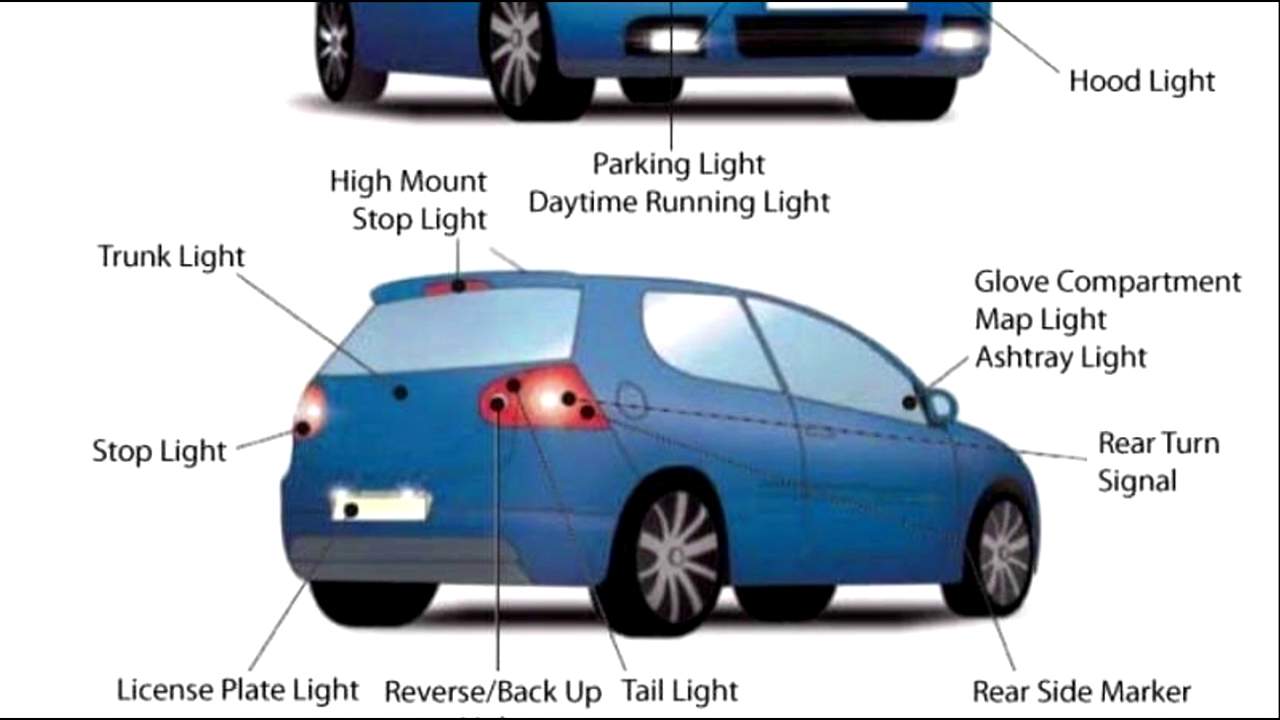 Hood Light
Parking Light
Daytime Running Light
High Mount
Stop Light
Trunk Light
Glove Compartment
Map Light
Ashtray Light
Stop Light
Rear Turn
Signal
License Plate Light
Reverse/Back Up
Tail Light
Rear Side Marker